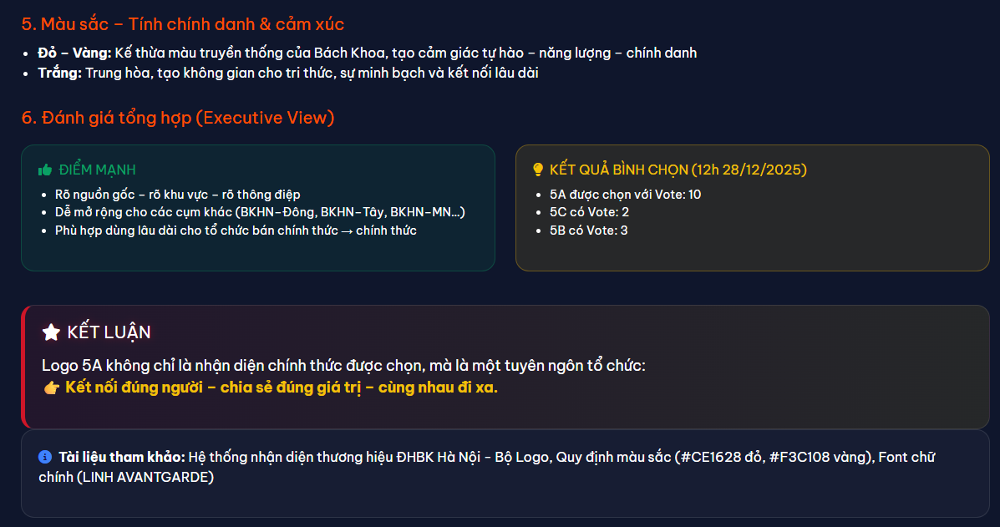 5. Màu sắc – Tính chính danh & cảm xúc
• Đỏ – Vàng: Kế thừa màu truyền thống của Bách Khoa, tạo cảm giác tự hào – năng lượng – chính danh
• Trắng: Trung hòa, tạo không gian cho tri thức, sự minh bạch và kết nối lâu dài
6. Đánh giá tổng hợp (Executive View)
ĐIỂM MẠNH
• Rõ nguồn gốc – rõ khu vực – rõ thông điệp
• Dễ mở rộng cho các cụm khác (BKHN–Đông, BKHN–Tây, BKHN–MN...)
• Phù hợp dùng lâu dài cho tổ chức bán chính thức → chính thức
KẾT QUẢ BÌNH CHỌN (12h 28/12/2025)
• 5A được chọn với Vote: 10
• 5C có Vote: 2
• 5B có Vote: 3
KẾT LUẬN
Logo 5A không chỉ là nhận diện chính thức được chọn, mà là một tuyên ngôn tổ chức:
👉 Kết nối đúng người – chia sẻ đúng giá trị – cùng nhau đi xa.
Tài liệu tham khảo: Hệ thống nhận diện thương hiệu ĐHBK Hà Nội - Bộ Logo, Quy định màu sắc (#CE1628 đỏ, #F3C108 vàng), Font chữ
chính (LINH AVANTGARDE)